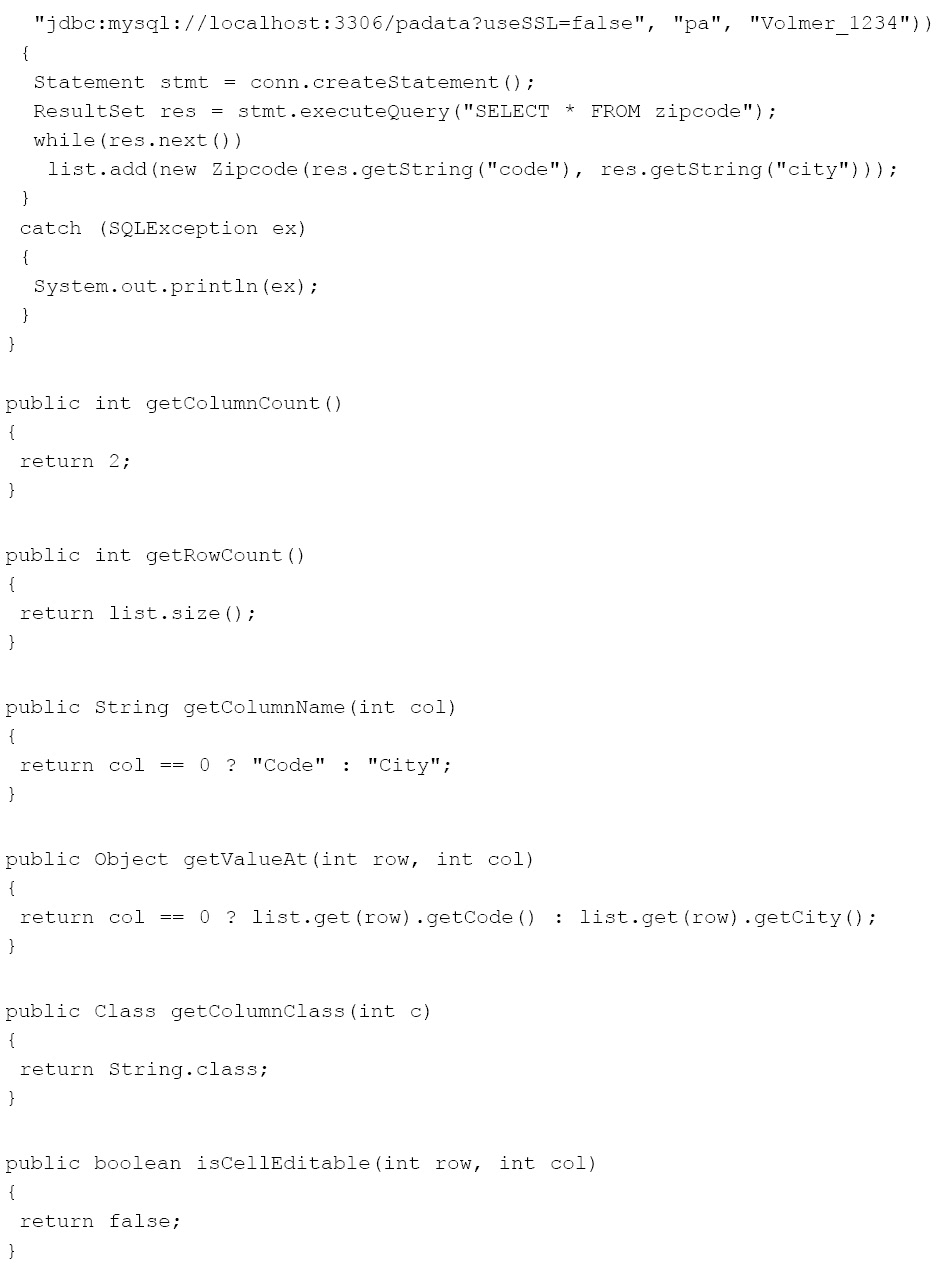 "jdbc:mysql://localhost:3306/padata?useSSL=false", "pa", "Volmer_1234"))
{
Statement stmt = conn.createStatement();
ResultSet res = stmt.executeQuery("SELECT * FROM zipcode");
while(res.next())
list.add(new Zipcode(res.getString("code"), res.getString("city")));
}
catch (SQLException ex)
{
System.out.println(ex);
}
}
public int getColumnCount()
{
return 2;
}
public int getRowCount()
{
return list.size();
}
public String getColumnName(int col)
{
return col == 0 ? "Code" : "City";
}
public Object getValueAt(int row, int col)
{
return col == 0 ? list.get(row).getCode() : list.get(row).getCity();
}
public Class getColumnClass(int c)
{
return String.class;
}
public boolean isCellEditable(int row, int col)
{
return false;
}